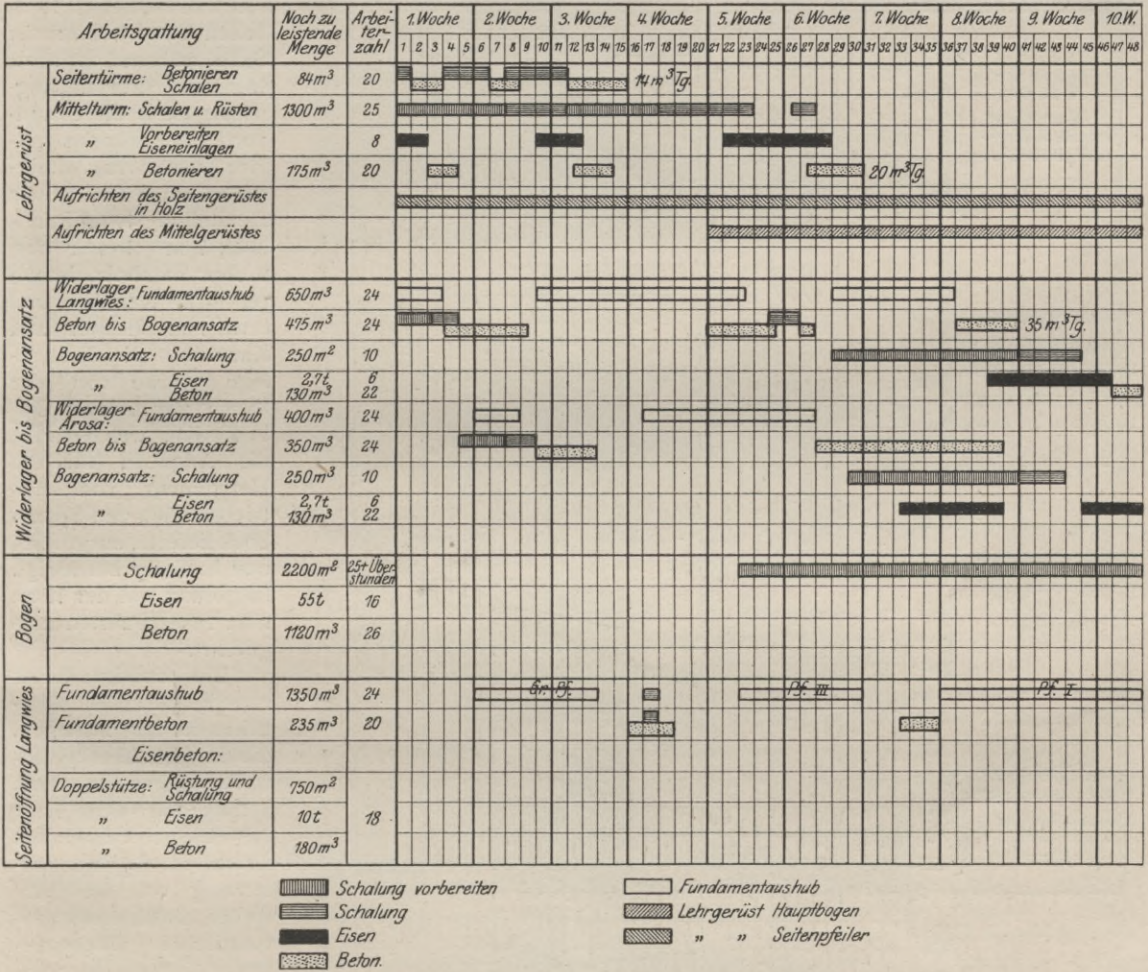 Arbeitsgattung
Noch zu leistende Menge
Arbei-ter-zahl
1. Woche 2. Woche 3. Woche 4. Woche 5. Woche 6. Woche 7. Woche 8. Woche 9. Woche 10. W.
1 2 3 4 5 6 7 8 9 10 11 12 13 14 15 16 17 18 19 20 21 22 23 24 25 26 27 28 29 30 31 32 33 34 35 36 37 38 39 40 41 42 43 44 45 46 47 48
Lehrgerüst
Seitentürme: Betonieren Schalen 84 m³ 20 14 m³Tg.
Mittelturm: Schalen u. Rüsten 1300 m³ 25
" Vorbereiten Eiseneinlagen 8
" Betonieren 175 m³ 20 20 m³Tg.
Aufrichten des Seitengerüstes in Holz
Aufrichten des Mittelgerüstes
Widerlager bis Bogenansatz
Widerlager Langwies: Fundamentaushub 650 m³ 24
Beton bis Bogenansatz 475 m³ 24 35 m³Tg.
Bogenansatz: Schalung 250 m² 10
" Eisen 2,7 t 6
Beton 130 m³ 22
Widerlager Arosa: Fundamentaushub 400 m³ 24
Beton bis Bogenansatz 350 m³ 24
Bogenansatz: Schalung 250 m³ 10
" Eisen 2,7 t 6
Beton 130 m³ 22
Bogen
Schalung 2200 m² 25+Über-stunden
Eisen 55 t 16
Beton 1120 m³ 26
Seitenöffnung Langwies
Fundamentaushub 1350 m³ 24 Gr. Pf. Pf. III Pf. I
Fundamentbeton 235 m³ 20
Eisenbeton:
Doppelstütze: Rüstung und Schalung 750 m²
" Eisen 10 t 18
" Beton 180 m³
Schalung vorbereiten
Schalung
Eisen
Beton.
Fundamentaushub
Lehrgerüst Hauptbogen
" " Seitenpfeiler